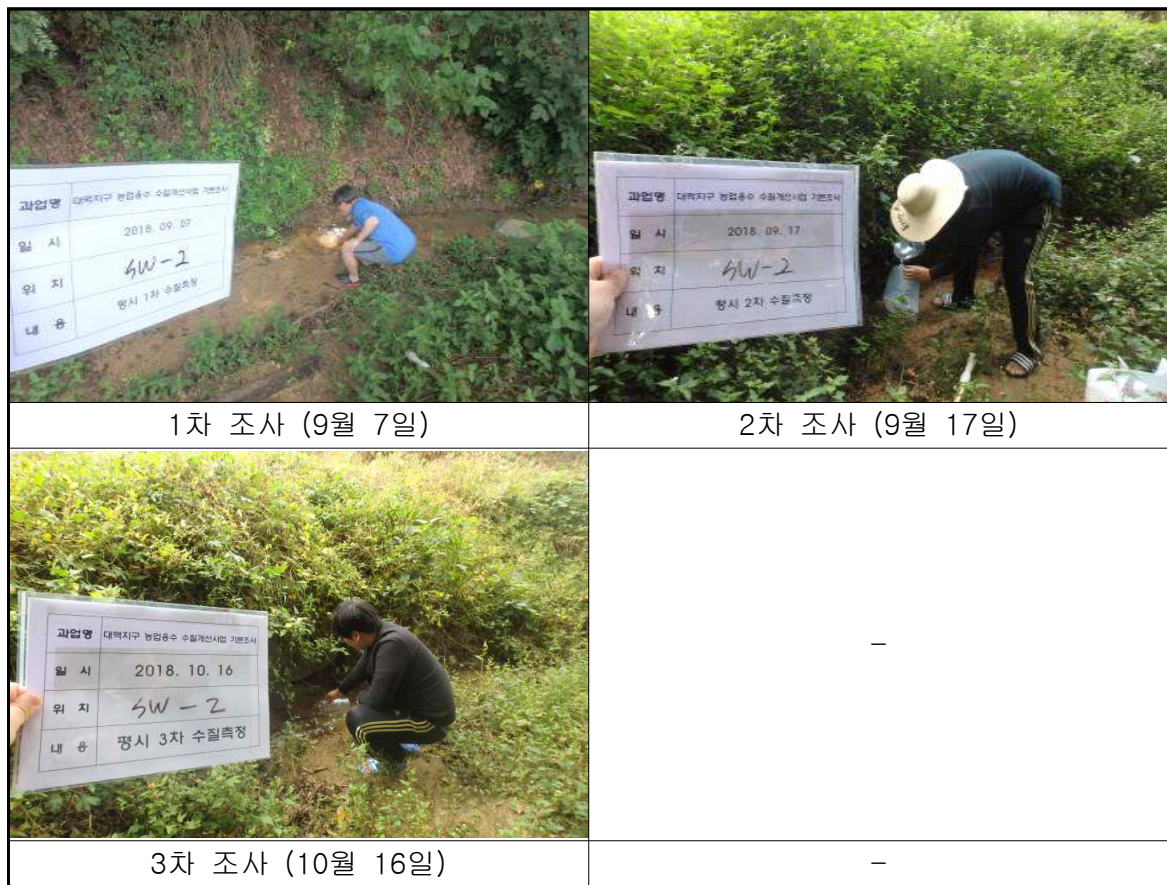 과업명 대먹지구 농업용수 수질개선사업 기본조사
일 시 2018. 09. 07
위 치 SW-2
내 용 평시 1차 수질측정
과업명 대먹지구 농업용수 수질개선사업 기본조사
일 시 2018. 09. 17
위 치 SW-2
내 용 평시 2차 수질측정
1차 조사 (9월 7일)
2차 조사 (9월 17일)
과업명 대먹지구 농업용수 수질개선사업 기본조사
일 시 2018. 10. 16
위 치 SW-2
내 용 평시 3차 수질측정
–
3차 조사 (10월 16일)
–